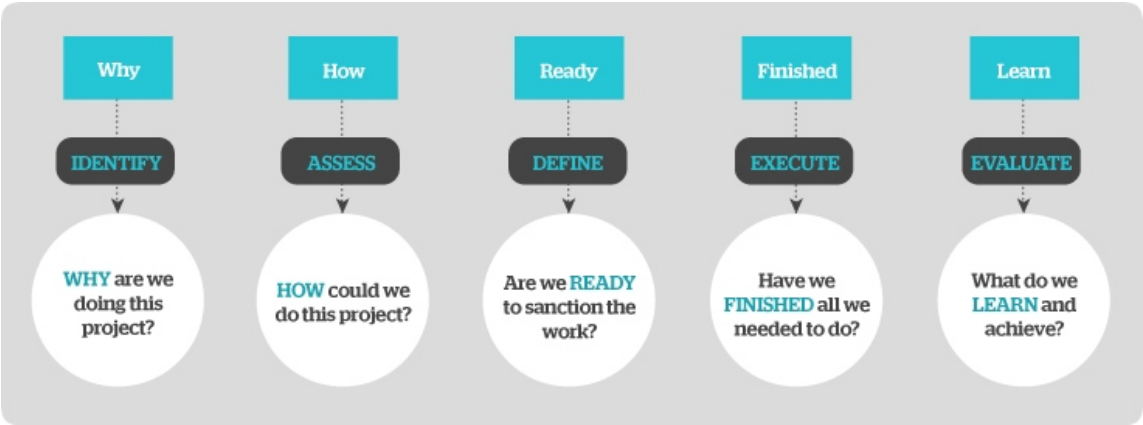 Why
IDENTIFY
WHY are we
doing this
project?
How
ASSESS
HOW could we
do this project?
Ready
DEFINE
Are we READY
to sanction the
work?
Finished
EXECUTE
Have we
FINISHED all we
needed to do?
Learn
EVALUATE
What do we
LEARN and
achieve?